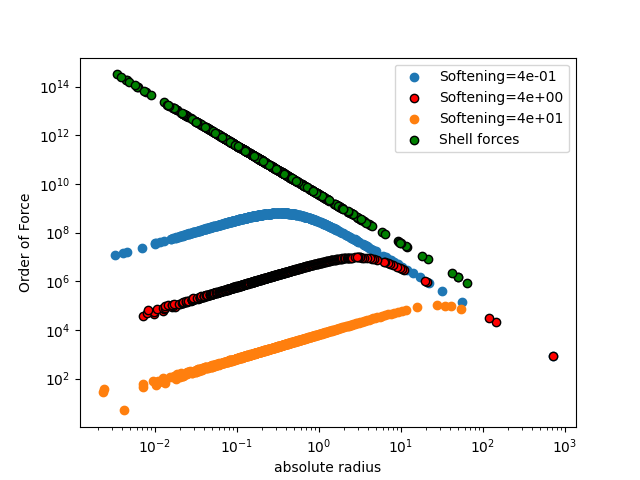 Softening=4e-01
Softening=4e+00
Softening=4e+01
Shell forces
Order of Force
10^14
10^12
10^10
10^8
10^6
10^4
10^2
10^−2
10^−1
10^0
10^1
10^2
10^3
absolute radius